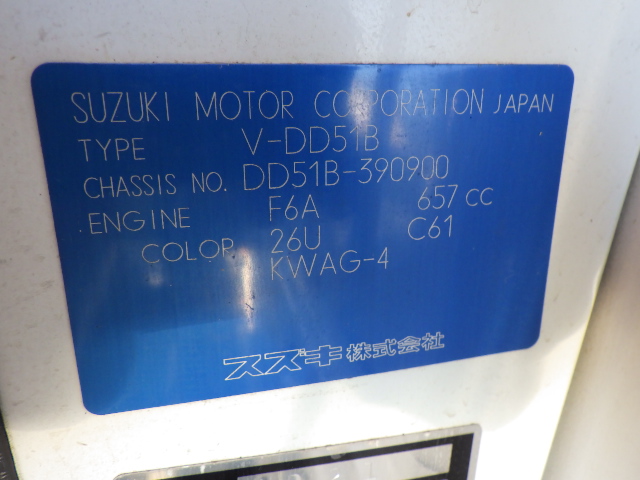 SUZUKI MOTOR CORPORATION JAPAN
TYPE V-DD51B
CHASSIS NO. DD51B-390900
ENGINE F6A 657 cc
COLOR 26U C61
KWAG-4
スズキ株式会社